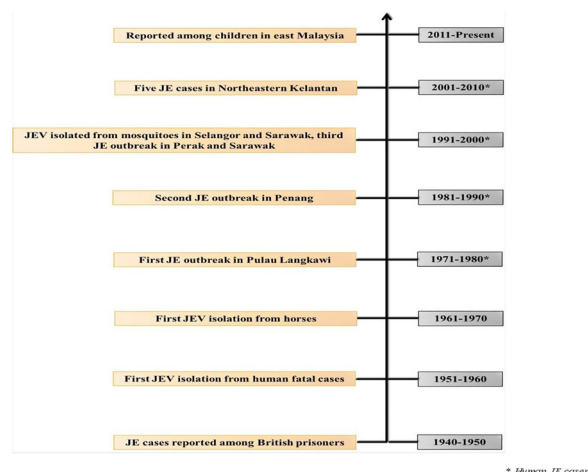 Reported among children in east Malaysia
2011-Present
Five JE cases in Northeastern Kelantan
2001-2010*
JEV isolated from mosquitoes in Selangor and Sarawak, third
JE outbreak in Perak and Sarawak
1991-2000*
Second JE outbreak in Penang
1981-1990*
First JE outbreak in Pulau Langkawi
1971-1980*
First JEV isolation from horses
1961-1970
First JEV isolation from human fatal cases
1951-1960
JE cases reported among British prisoners
1940-1950
* Human JE cases